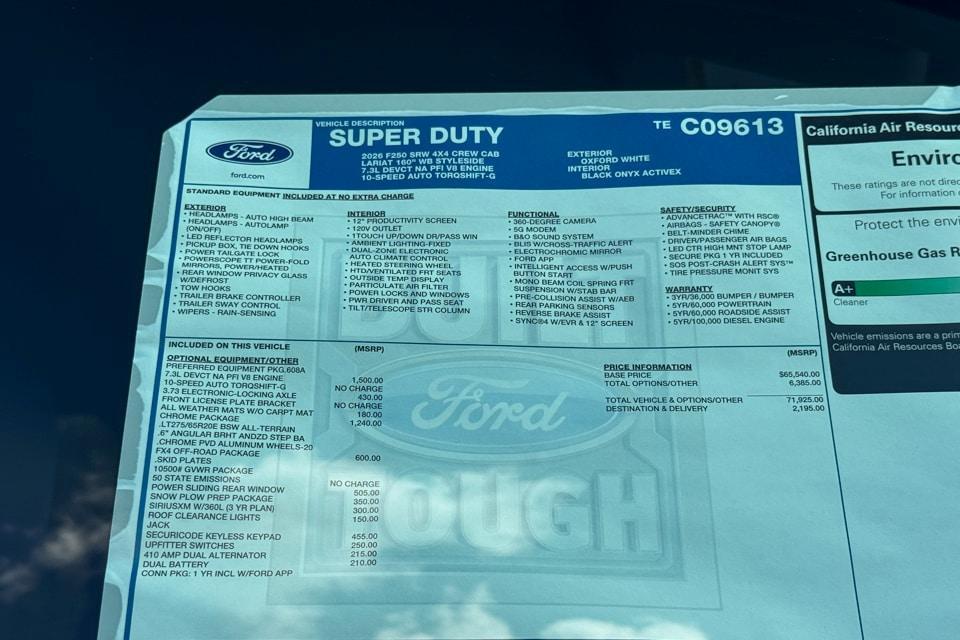 Ford
ford.com
VEHICLE DESCRIPTION
SUPER DUTY
2026 F250 SRW 4X4 CREW CAB
LARIAT 160" WB STYLESIDE
7.3L DEVCT NA PFI V8 ENGINE
10-SPEED AUTO TORQSHIFT-G
TE C09613
EXTERIOR
OXFORD WHITE
INTERIOR
BLACK ONYX ACTIVEX
STANDARD EQUIPMENT INCLUDED AT NO EXTRA CHARGE
EXTERIOR
• HEADLAMPS - AUTO HIGH BEAM
• HEADLAMPS - AUTOLAMP
(ON/OFF)
• LED REFLECTOR HEADLAMPS
• PICKUP BOX, TIE DOWN HOOKS
• POWER TAILGATE LOCK
• POWERSCOPE TT POWER-FOLD
MIRRORS, POWER/HEATED
• REAR WINDOW PRIVACY GLASS
W/DEFROST
• TOW HOOKS
• TRAILER BRAKE CONTROLLER
• TRAILER SWAY CONTROL
• WIPERS - RAIN-SENSING
INTERIOR
• 12" PRODUCTIVITY SCREEN
• 120V OUTLET
• 1TOUCH UP/DOWN DR/PASS WIN
• AMBIENT LIGHTING-FIXED
• DUAL-ZONE ELECTRONIC
AUTO CLIMATE CONTROL
• HEATED STEERING WHEEL
• HTD/VENTILATED FRT SEATS
• OUTSIDE TEMP DISPLAY
• PARTICULATE AIR FILTER
• POWER LOCKS AND WINDOWS
• PWR DRIVER AND PASS SEAT
• TILT/TELESCOPE STR COLUMN
FUNCTIONAL
• 360-DEGREE CAMERA
• 5G MODEM
• B&O SOUND SYSTEM
• BLIS W/CROSS-TRAFFIC ALERT
• ELECTROCHROMIC MIRROR
• FORD APP
• INTELLIGENT ACCESS W/PUSH
BUTTON START
• MONO BEAM COIL SPRING FRT
SUSPENSION W/STAB BAR
• PRE-COLLISION ASSIST W/AEB
• REAR PARKING SENSORS
• REVERSE BRAKE ASSIST
• SYNC®4 W/EVR & 12" SCREEN
SAFETY/SECURITY
• ADVANCETRAC™ WITH RSC®
• AIRBAGS - SAFETY CANOPY®
• BELT-MINDER CHIME
• DRIVER/PASSENGER AIR BAGS
• LED CTR HIGH MNT STOP LAMP
• SECURE PKG 1 YR INCLUDED
• SOS POST-CRASH ALERT SYS™
• TIRE PRESSURE MONIT SYS
WARRANTY
• 3YR/36,000 BUMPER / BUMPER
• 5YR/60,000 POWERTRAIN
• 5YR/60,000 ROADSIDE ASSIST
• 5YR/100,000 DIESEL ENGINE
INCLUDED ON THIS VEHICLE (MSRP)
OPTIONAL EQUIPMENT/OTHER
PREFERRED EQUIPMENT PKG.608A
7.3L DEVCT NA PFI V8 ENGINE 1,500.00
10-SPEED AUTO TORQSHIFT-G NO CHARGE
3.73 ELECTRONIC-LOCKING AXLE 430.00
FRONT LICENSE PLATE BRACKET NO CHARGE
ALL WEATHER MATS W/O CARPT MAT 180.00
CHROME PACKAGE 1,240.00
.LT275/65R20E BSW ALL-TERRAIN
.6" ANGULAR BRHT ANDZD STEP BA
.CHROME PVD ALUMINUM WHEELS-20
FX4 OFF-ROAD PACKAGE 600.00
.SKID PLATES
10500# GVWR PACKAGE
50 STATE EMISSIONS NO CHARGE
POWER SLIDING REAR WINDOW 505.00
SNOW PLOW PREP PACKAGE 350.00
SIRIUSXM W/360L (3 YR PLAN) 300.00
ROOF CLEARANCE LIGHTS 150.00
JACK
SECURICODE KEYLESS KEYPAD 455.00
UPFITTER SWITCHES 250.00
410 AMP DUAL ALTERNATOR 215.00
DUAL BATTERY 210.00
CONN PKG: 1 YR INCL W/FORD APP
(MSRP)
PRICE INFORMATION
BASE PRICE $65,540.00
TOTAL OPTIONS/OTHER 6,385.00
TOTAL VEHICLE & OPTIONS/OTHER 71,925.00
DESTINATION & DELIVERY 2,195.00
BUILT
Ford
TOUGH
California Air Resour
Enviro
These ratings are not direc
For information
Protect the envi
Greenhouse Gas R
A+
Cleaner
Vehicle emissions are a prim
California Air Resources Boa